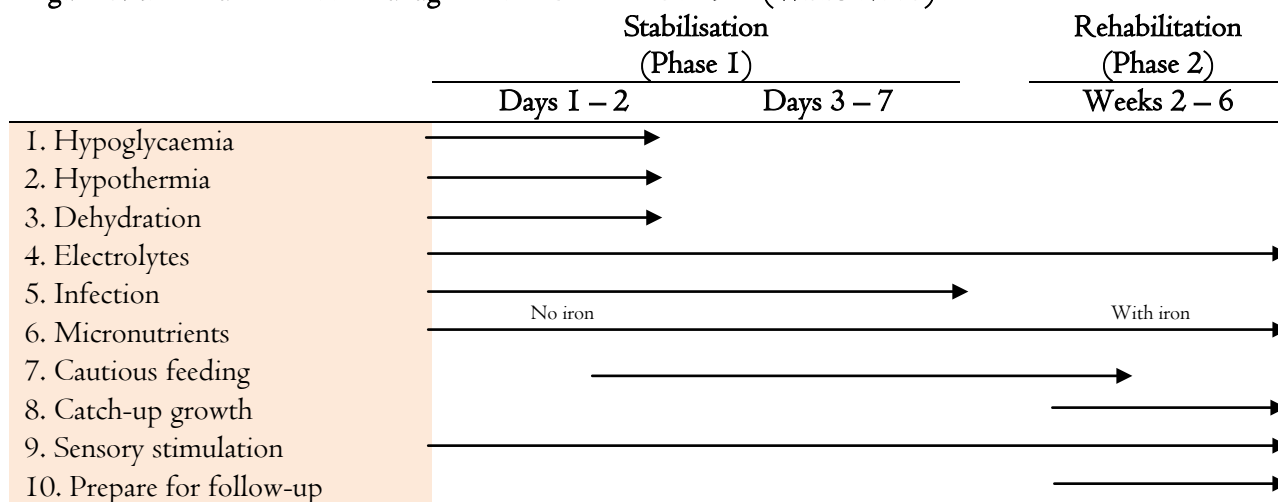 Stabilisation Rehabilitation
(Phase 1) (Phase 2)
Days 1 – 2 Days 3 – 7 Weeks 2 – 6
1. Hypoglycaemia
2. Hypothermia
3. Dehydration
4. Electrolytes
5. Infection
No iron With iron
6. Micronutrients
7. Cautious feeding
8. Catch-up growth
9. Sensory stimulation
10. Prepare for follow-up